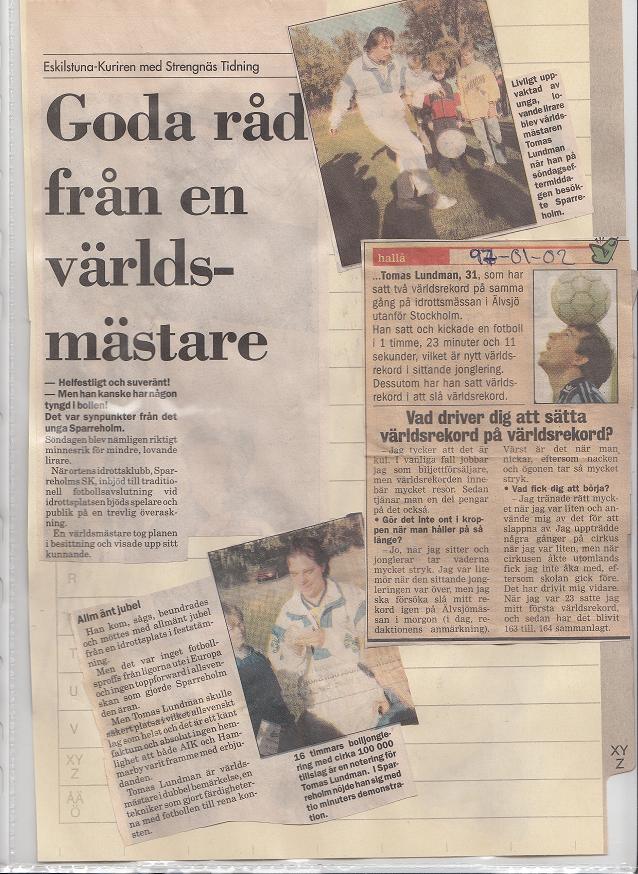 Eskilstuna-Kuriren med Strengnäs Tidning
Goda råd
från en
världs-
mästare
— Helfestligt och suveränt!
— Men han kanske har någon
tyngd i bollen!
Det var synpunkter från det
unga Sparreholm.
Söndagen blev nämligen riktigt
minnesrik för mindre, lovande
lirare.
När ortens idrottsklubb, Spar-
reholms SK, inbjöd till traditio-
nell fotbollsavslutning vid
idrottsplatsen bjöds spelare och
publik på en trevlig överask-
ning.
En världsmästare tog planen
i besittning och visade upp sitt
kunnande.
Livligt upp-
vaktad av
unga, lo-
vande lirare
blev världs-
mästaren
Tomas
Lundman
när han på
söndagsef-
termidda-
gen besök-
te Sparre-
holm.
hallå
97-01-02
...Tomas Lundman, 31, som har
satt två världsrekord på samma
gång på idrottsmässan i Älvsjö
utanför Stockholm.
Han satt och kickade en fotboll
i 1 timme, 23 minuter och 11
sekunder, vilket är nytt världs-
rekord i sittande jonglering.
Dessutom har han satt världs-
rekord i att slå världsrekord.
Vad driver dig att sätta
världsrekord på världsrekord?
– Jag tycker att det är
kul. I vanliga fall jobbar
jag som biljettförsäljare,
men världsrekorden inne-
bär mycket resor. Sedan
tjänar man en del pengar
på det också.
• Gör det inte ont i krop-
pen när man håller på så
länge?
– Jo, när jag sitter och
jonglerar tar vaderna
mycket stryk. Jag var lite
mör när den sittande jong-
leringen var över, men jag
ska försöka slå mitt re-
kord igen på Älvsjömäs-
san i morgon (i dag, re-
daktionens anmärkning).
Värst är det när man
nickar, eftersom nacken
och ögonen tar så mycket
stryk.
• Vad fick dig att börja?
– Jag tränade rätt myc-
ket när jag var liten och an-
vände mig av det för att
slappna av. Jag uppträdde
några gånger på cirkus
när jag var liten, men när
cirkusen åkte utomlands
fick jag inte åka med, ef-
tersom skolan gick före.
Det har drivit mig vidare.
När jag var 23 satte jag
mitt första världsrekord,
och sedan har det blivit
163 till, 164 sammanlagt.
Allm änt jubel
Han kom, sågs, beundrades
och möttes med allmänt jubel
från en idrottsplats i feststäm-
ning.
Men det var inget fotboll-
sproffs från ligorna ute i Europa
och ingen toppforward i allsven-
skan som gjorde Sparreholm
den äran.
Men Tomas Lundman skulle
säkert platsa i vilket allsvenskt
lag som helst och det är ett känt
faktum och absolut ingen hem-
lighet att både AIK och Ham-
marby varit framme med erbju-
danden.
Tomas Lundman är världs-
mästare i dubbel bemärkelse, en
tekniker som gjort färdigheter-
na med fotbollen till rena kon-
sten.
16 timmars bolljongle-
ring med cirka 100 000
tillslag är en notering för
Tomas Lundman. I Spar-
reholm nöjde han sig med
tio minuters demonstra-
tion.
R
T
U
V
XY
Z
ÅÄ
Ö
XY
Z